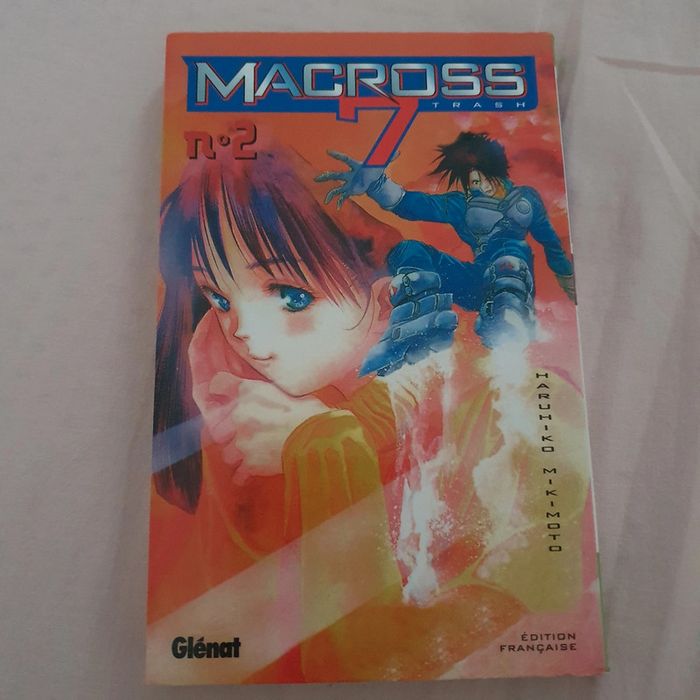 MACROSS
7
TRASH
n°2
HARUHIKO MIKIMOTO
Glénat
ÉDITION
FRANÇAISE